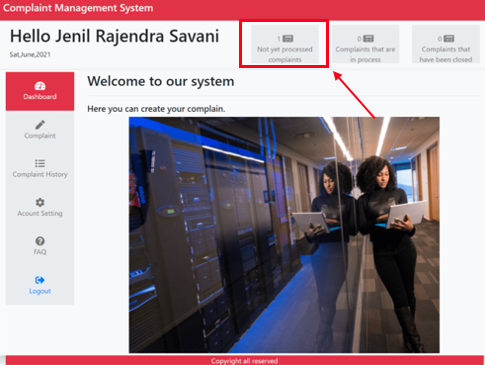 Complaint Management System
Hello Jenil Rajendra Savani
Sat,June,2021
1
Not yet processed
complaints
0
Complaints that are
in process
0
Complaints that
have been closed
Dashboard
Complaint
Complaint History
Acount Setting
FAQ
Logout
Welcome to our system
Here you can create your complain.
Copyright all reserved